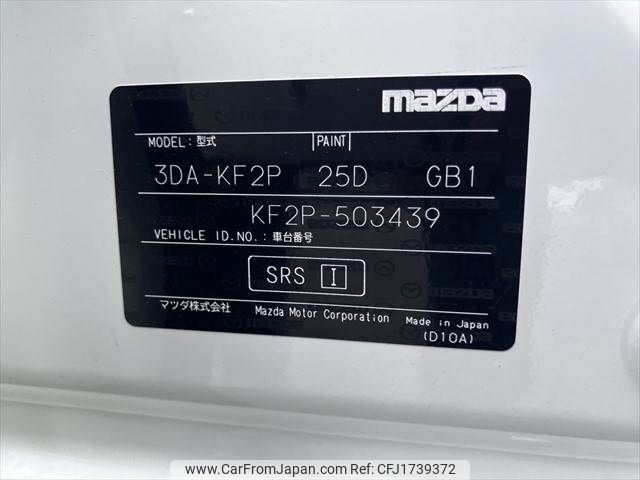 mazda
MODEL: 型式 PAINT
3DA-KF2P 25D GB1
KF2P-503439
VEHICLE ID.NO.: 車台番号
SRS I
マツダ株式会社 Mazda Motor Corporation Made in Japan
(D10A)
www.CarFromJapan.com - ID: CFJ1739372